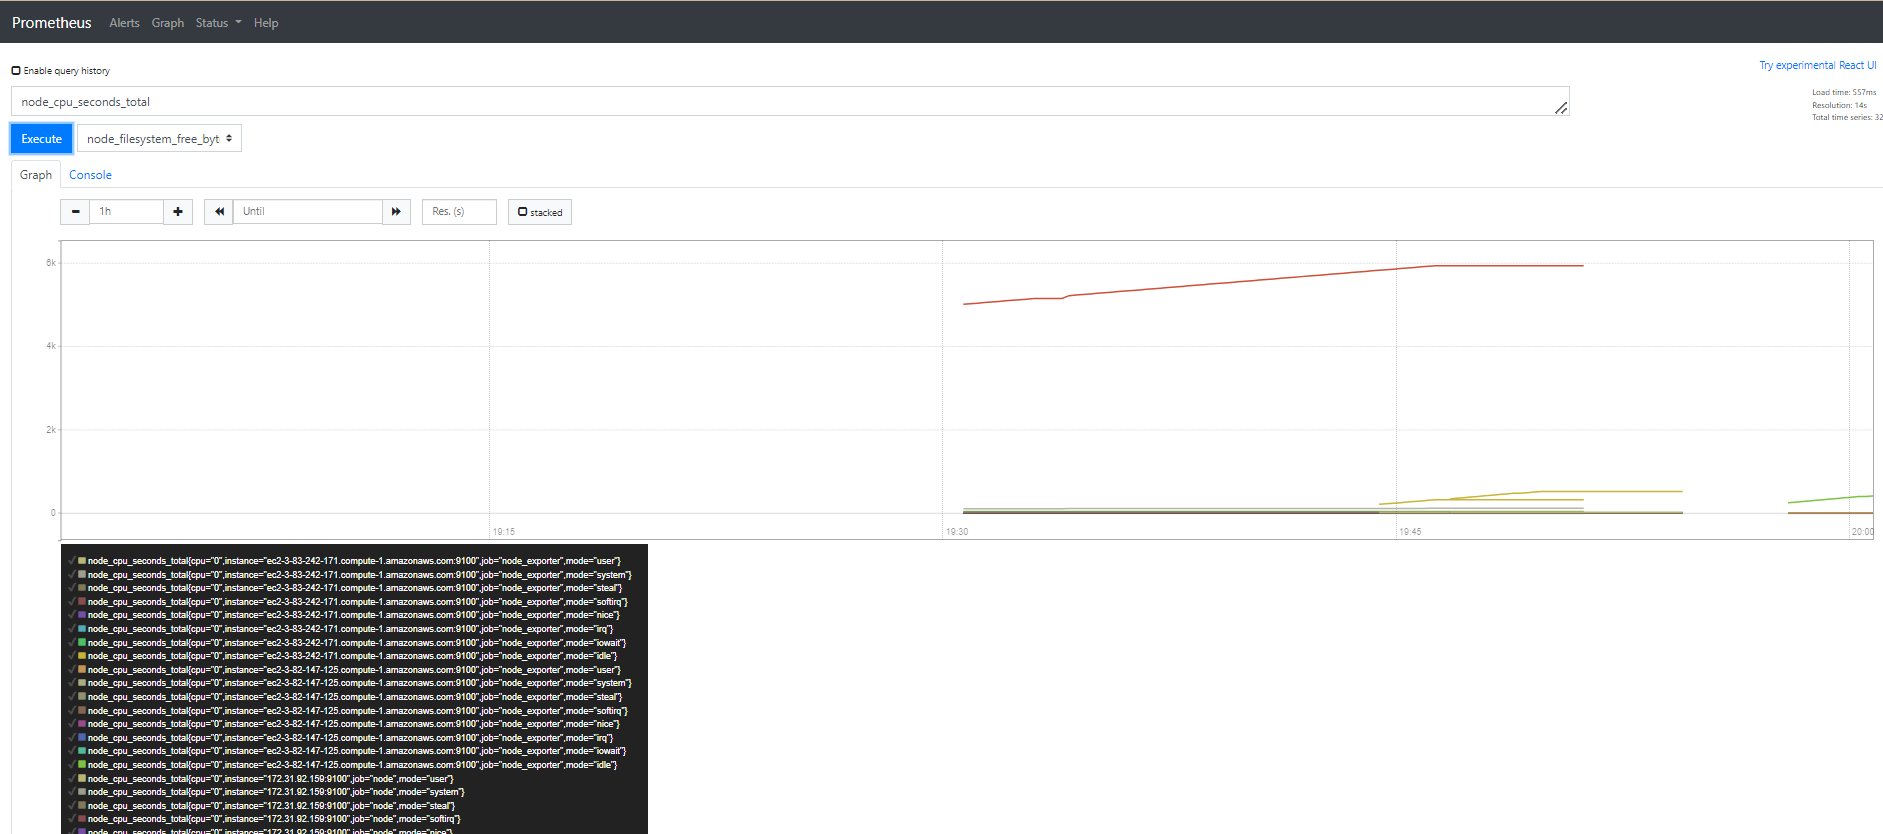 Prometheus Alerts Graph Status Help
Enable query history
Try experimental React UI
node_cpu_seconds_total
Load time: 557ms
Resolution: 14s
Total time series: 32
Execute node_filesystem_free_byt
Graph Console
1h Until Res. (s) stacked
6k
4k
2k
0
19:15 19:30 19:45 20:00
node_cpu_seconds_total{cpu="0",instance="ec2-3-83-242-171.compute-1.amazonaws.com:9100",job="node_exporter",mode="user"}
node_cpu_seconds_total{cpu="0",instance="ec2-3-83-242-171.compute-1.amazonaws.com:9100",job="node_exporter",mode="system"}
node_cpu_seconds_total{cpu="0",instance="ec2-3-83-242-171.compute-1.amazonaws.com:9100",job="node_exporter",mode="steal"}
node_cpu_seconds_total{cpu="0",instance="ec2-3-83-242-171.compute-1.amazonaws.com:9100",job="node_exporter",mode="softirq"}
node_cpu_seconds_total{cpu="0",instance="ec2-3-83-242-171.compute-1.amazonaws.com:9100",job="node_exporter",mode="nice"}
node_cpu_seconds_total{cpu="0",instance="ec2-3-83-242-171.compute-1.amazonaws.com:9100",job="node_exporter",mode="irq"}
node_cpu_seconds_total{cpu="0",instance="ec2-3-83-242-171.compute-1.amazonaws.com:9100",job="node_exporter",mode="iowait"}
node_cpu_seconds_total{cpu="0",instance="ec2-3-83-242-171.compute-1.amazonaws.com:9100",job="node_exporter",mode="idle"}
node_cpu_seconds_total{cpu="0",instance="ec2-3-82-147-125.compute-1.amazonaws.com:9100",job="node_exporter",mode="user"}
node_cpu_seconds_total{cpu="0",instance="ec2-3-82-147-125.compute-1.amazonaws.com:9100",job="node_exporter",mode="system"}
node_cpu_seconds_total{cpu="0",instance="ec2-3-82-147-125.compute-1.amazonaws.com:9100",job="node_exporter",mode="steal"}
node_cpu_seconds_total{cpu="0",instance="ec2-3-82-147-125.compute-1.amazonaws.com:9100",job="node_exporter",mode="softirq"}
node_cpu_seconds_total{cpu="0",instance="ec2-3-82-147-125.compute-1.amazonaws.com:9100",job="node_exporter",mode="nice"}
node_cpu_seconds_total{cpu="0",instance="ec2-3-82-147-125.compute-1.amazonaws.com:9100",job="node_exporter",mode="irq"}
node_cpu_seconds_total{cpu="0",instance="ec2-3-82-147-125.compute-1.amazonaws.com:9100",job="node_exporter",mode="iowait"}
node_cpu_seconds_total{cpu="0",instance="ec2-3-82-147-125.compute-1.amazonaws.com:9100",job="node_exporter",mode="idle"}
node_cpu_seconds_total{cpu="0",instance="172.31.92.159:9100",job="node",mode="user"}
node_cpu_seconds_total{cpu="0",instance="172.31.92.159:9100",job="node",mode="system"}
node_cpu_seconds_total{cpu="0",instance="172.31.92.159:9100",job="node",mode="steal"}
node_cpu_seconds_total{cpu="0",instance="172.31.92.159:9100",job="node",mode="softirq"}
node_cpu_seconds_total{cpu="0",instance="172.31.92.159:9100",job="node",mode="nice"}